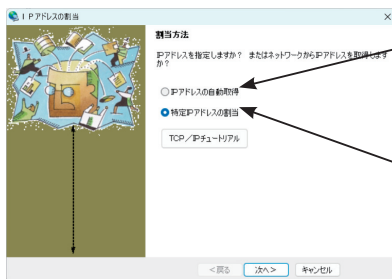 IPアドレスの割当
割当方法
IPアドレスを指定しますか？ またはネットワークからIPアドレスを取得します
か？
IPアドレスの自動取得
特定IPアドレスの割当
TCP／IPチュートリアル
<戻る
次へ>
キャンセル